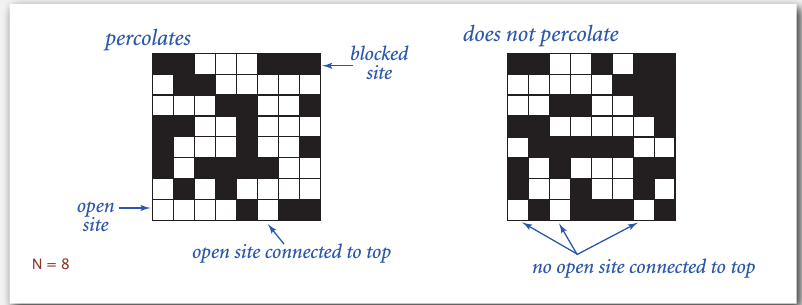 percolates
does not percolate
blocked
site
open
site
open site connected to top
no open site connected to top
N = 8